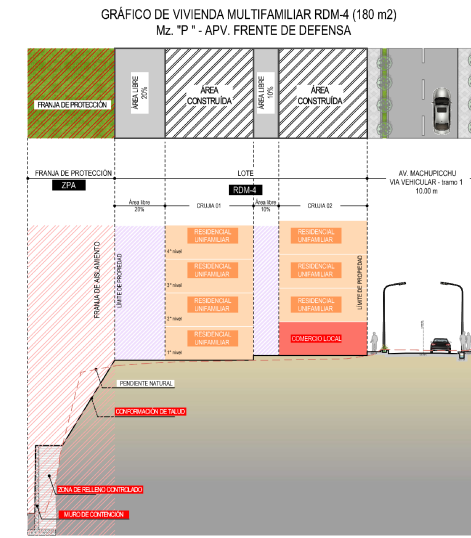 GRÁFICO DE VIVIENDA MULTIFAMILIAR RDM-4 (180 m2)
Mz. "P " - APV. FRENTE DE DEFENSA
FRANJA DE PROTECCIÓN
ÁREA LIBRE
20%
ÁREA
CONSTRUÍDA
ÁREA LIBRE
10%
ÁREA
CONSTRUÍDA
FRANJA DE PROTECCIÓN
LOTE
AV. MACHUPICCHU
VIA VEHICULAR - tramo 1
10.00 m
ZPA
RDM-4
Área libre
20%
CRUJIA 01
Área libre
10%
CRUJIA 02
FRANJA DE AISLAMIENTO
LÍMITE DE PROPIEDAD
RESIDENCIAL
UNIFAMILIAR
4° nivel
RESIDENCIAL
UNIFAMILIAR
3° nivel
RESIDENCIAL
UNIFAMILIAR
2° nivel
RESIDENCIAL
UNIFAMILIAR
1° nivel
RESIDENCIAL
UNIFAMILIAR
RESIDENCIAL
UNIFAMILIAR
RESIDENCIAL
UNIFAMILIAR
COMERCIO LOCAL
LÍMITE DE PROPIEDAD
PENDIENTE NATURAL
CONFORMACIÓN DE TALUD
ZONA DE RELLENO CONTROLADO
MURO DE CONTENCIÓN